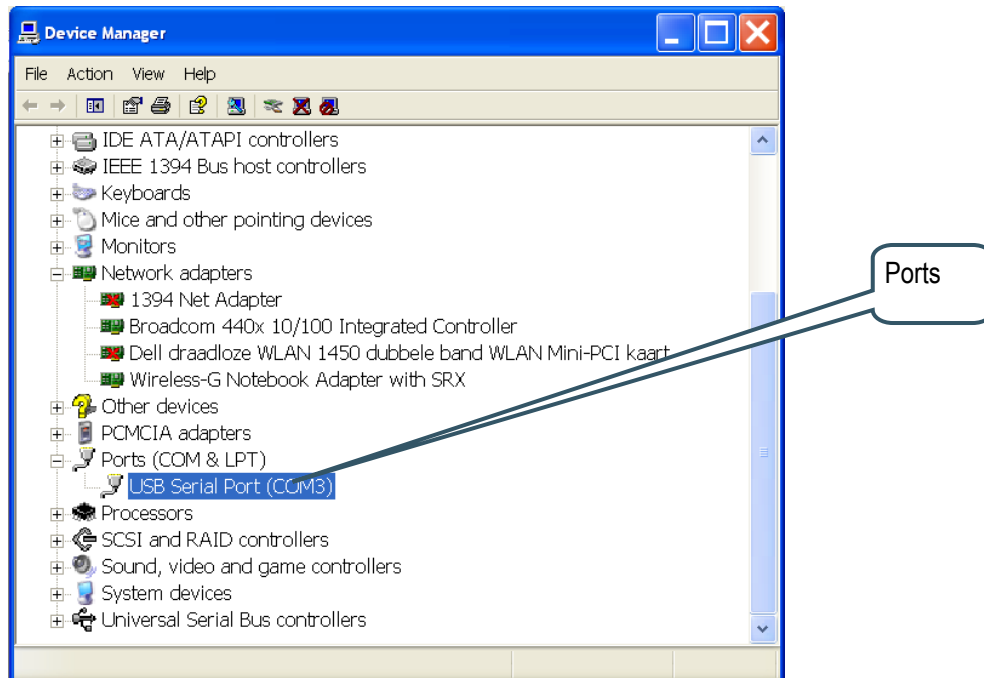 Device Manager
File Action View Help
IDE ATA/ATAPI controllers
IEEE 1394 Bus host controllers
Keyboards
Mice and other pointing devices
Monitors
Network adapters
1394 Net Adapter
Broadcom 440x 10/100 Integrated Controller
Dell draadloze WLAN 1450 dubbele band WLAN Mini-PCI kaart
Wireless-G Notebook Adapter with SRX
Other devices
PCMCIA adapters
Ports (COM & LPT)
USB Serial Port (COM3)
Processors
SCSI and RAID controllers
Sound, video and game controllers
System devices
Universal Serial Bus controllers
Ports